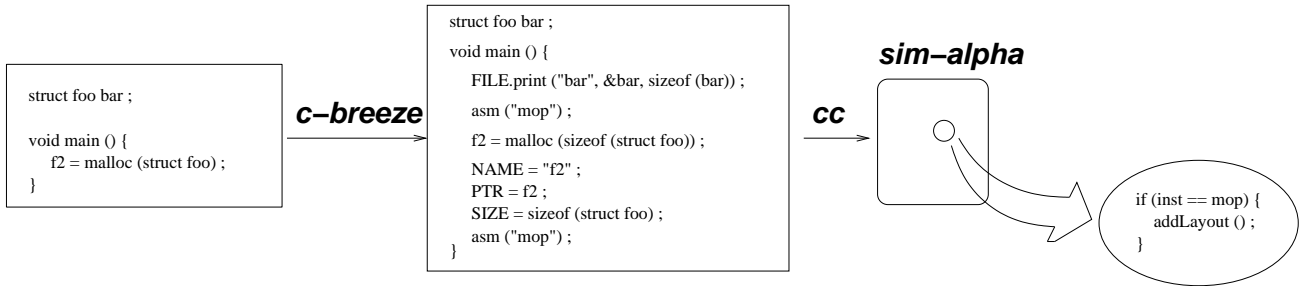 struct foo bar ;
void main () {
f2 = malloc (struct foo) ;
}
c–breeze
struct foo bar ;
void main () {
FILE.print ("bar", &bar, sizeof (bar)) ;
asm ("mop") ;
f2 = malloc (sizeof (struct foo)) ;
NAME = "f2" ;
PTR = f2 ;
SIZE = sizeof (struct foo) ;
asm ("mop") ;
}
cc
sim–alpha
if (inst == mop) {
addLayout () ;
}